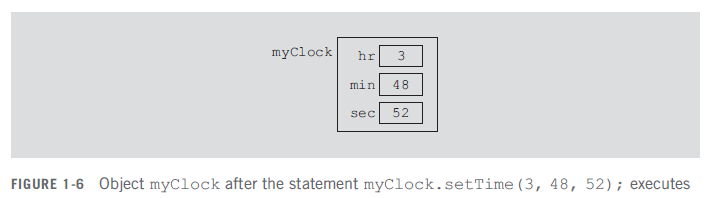 myClock hr 3
min 48
sec 52
FIGURE 1-6 Object myClock after the statement myClock.setTime(3, 48, 52); executes